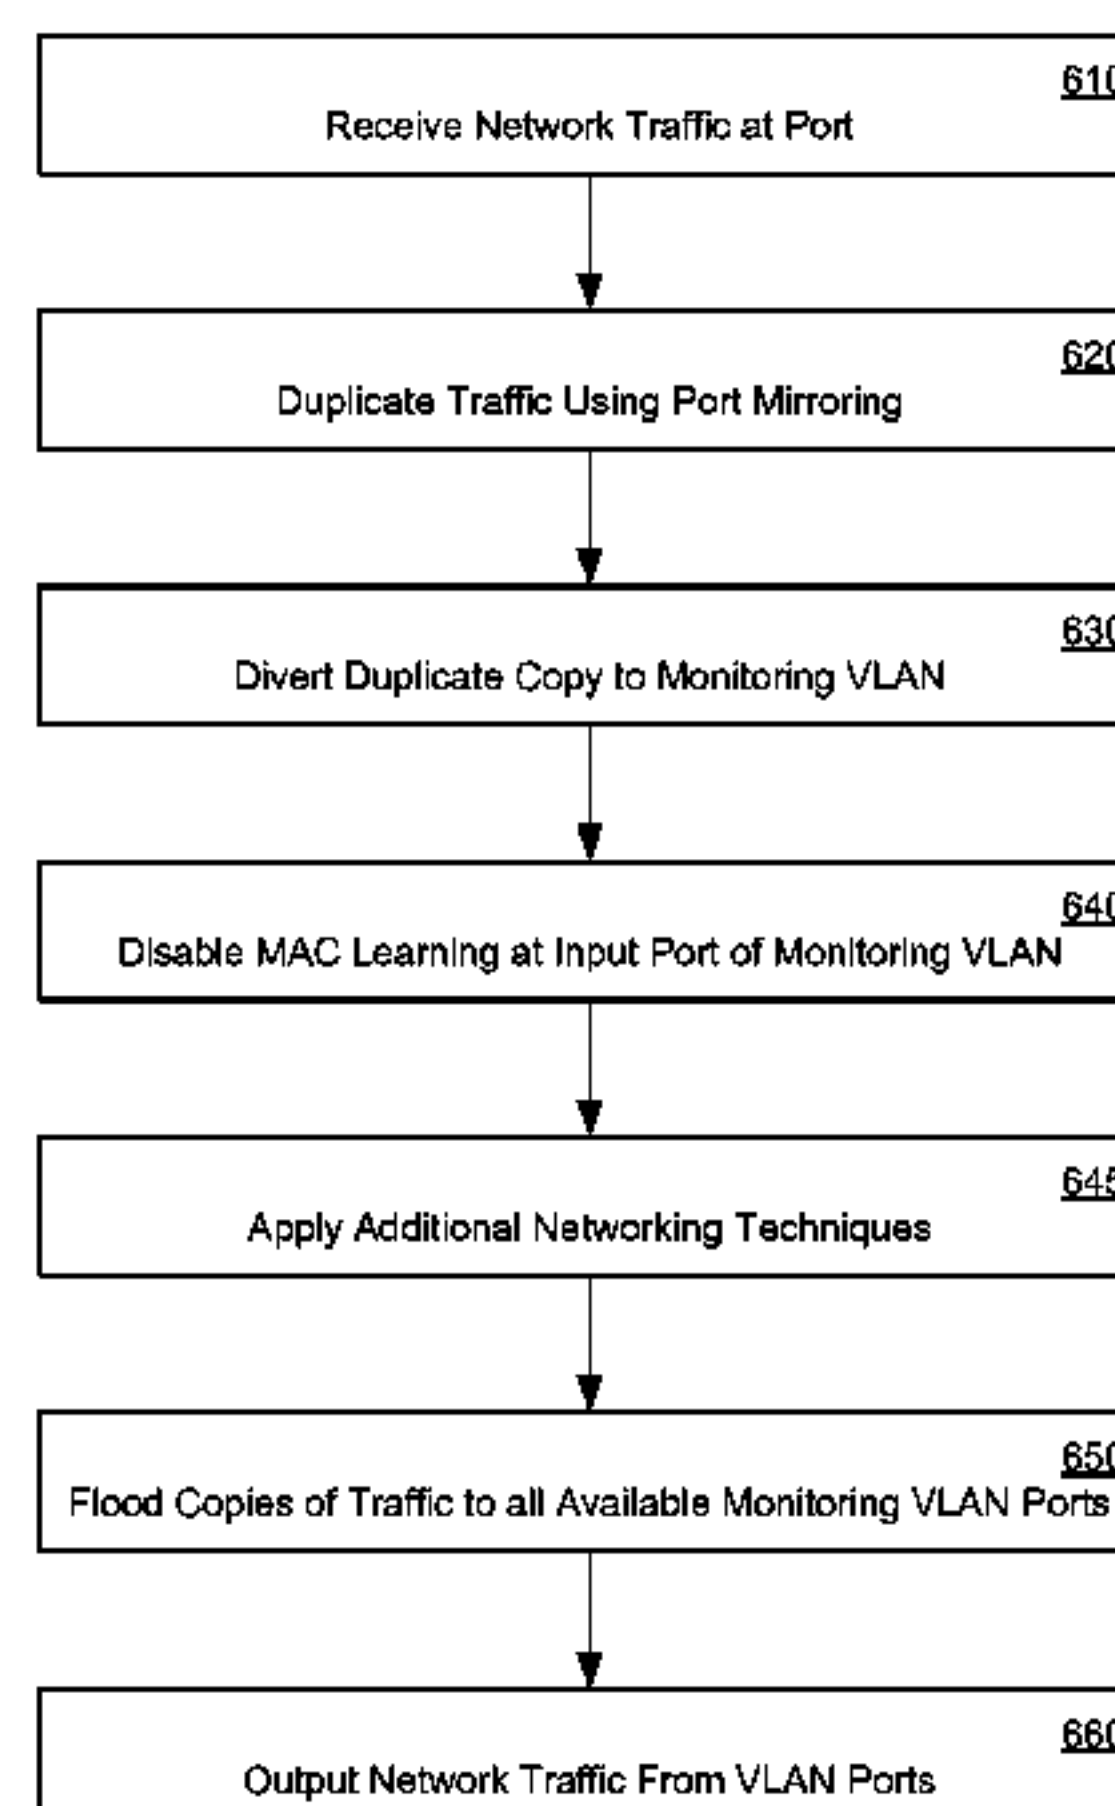 610
Receive Network Traffic at Port
620
Duplicate Traffic Using Port Mirroring
630
Divert Duplicate Copy to Monitoring VLAN
640
Disable MAC Learning at Input Port of Monitoring VLAN
645
Apply Additional Networking Techniques
650
Flood Copies of Traffic to all Available Monitoring VLAN Ports
660
Output Network Traffic From VLAN Ports